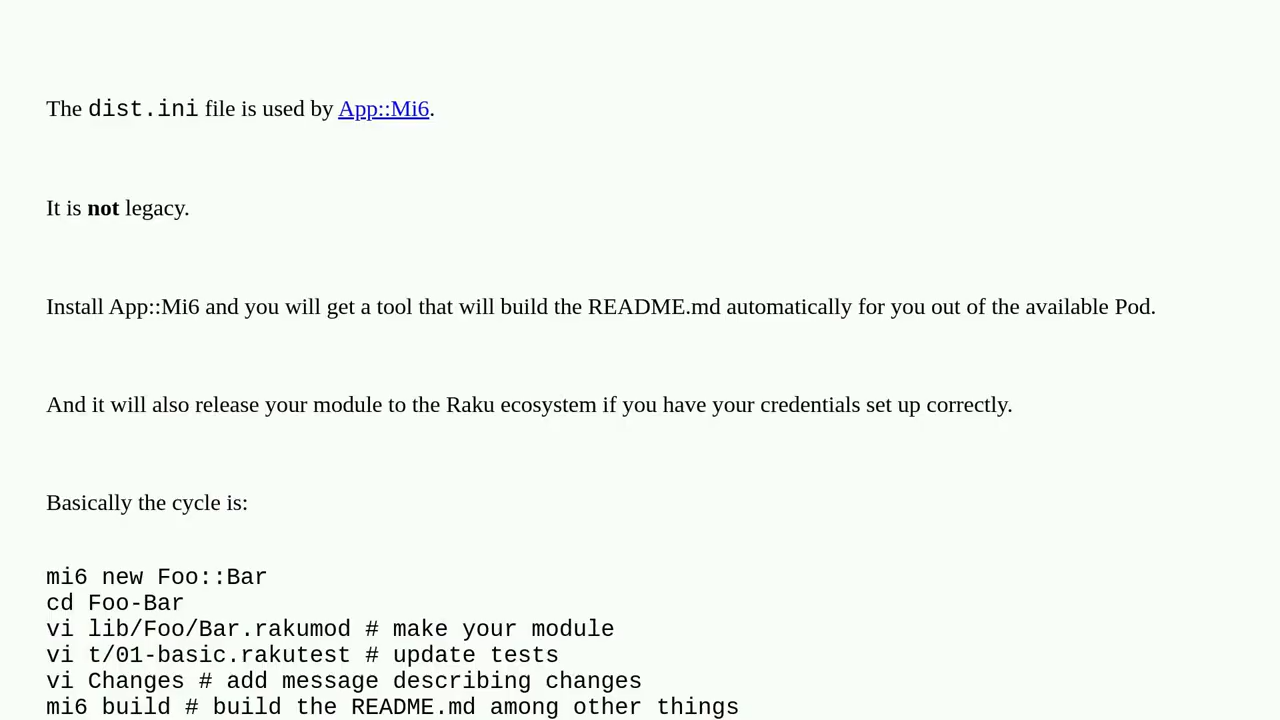 The dist.ini file is used by App::Mi6.
It is not legacy.
Install App::Mi6 and you will get a tool that will build the README.md automatically for you out of the available Pod.
And it will also release your module to the Raku ecosystem if you have your credentials set up correctly.
Basically the cycle is:
mi6 new Foo::Bar
cd Foo-Bar
vi lib/Foo/Bar.rakumod # make your module
vi t/01-basic.rakutest # update tests
vi Changes # add message describing changes
mi6 build # build the README.md among other things